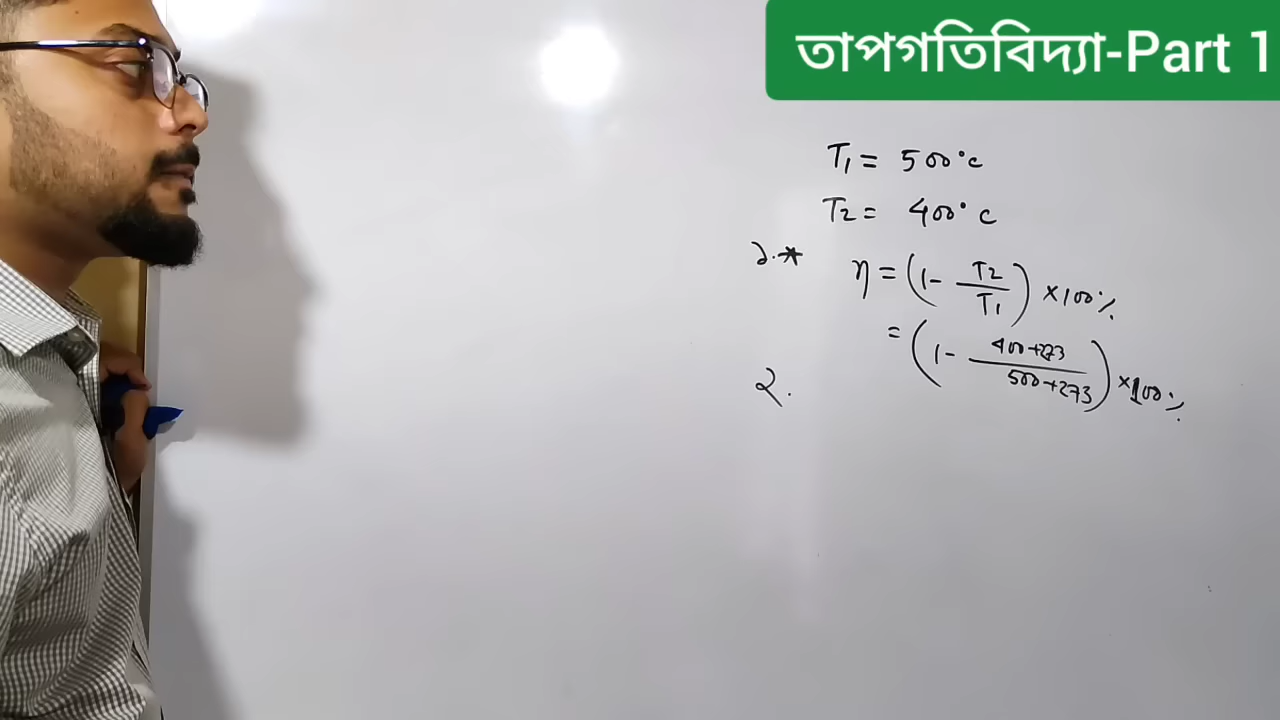 তাপগতিবিদ্যা-Part 1
T₁ = 500°c
T₂ = 400°c
১.* η = (1 - T₂/T₁) × 100%
= (1 - 400+273/500+273) × 100%
২.